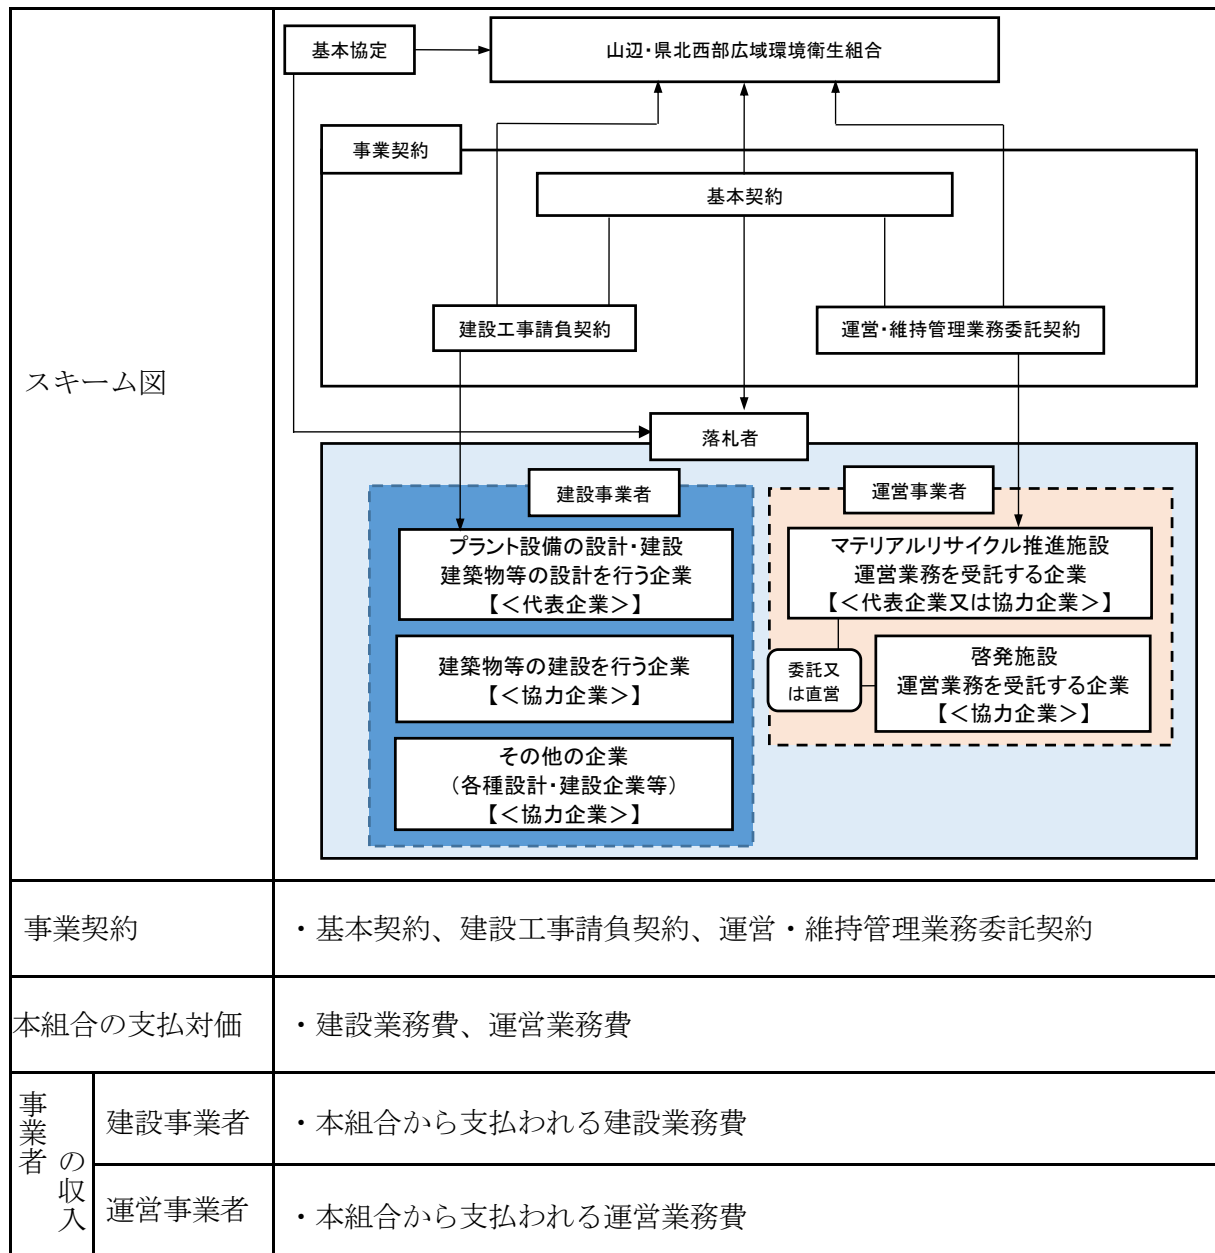 スキーム図
基本協定
山辺・県北西部広域環境衛生組合
事業契約
基本契約
建設工事請負契約
運営・維持管理業務委託契約
落札者
建設事業者
プラント設備の設計・建設
建築物等の設計を行う企業
【＜代表企業＞】
建築物等の建設を行う企業
【＜協力企業＞】
その他の企業
（各種設計・建設企業等）
【＜協力企業＞】
運営事業者
マテリアルリサイクル推進施設
運営業務を受託する企業
【＜代表企業又は協力企業＞】
委託又
は直営
啓発施設
運営業務を受託する企業
【＜協力企業＞】
事業契約
・基本契約、建設工事請負契約、運営・維持管理業務委託契約
本組合の支払対価
・建設業務費、運営業務費
事業者
の収入
建設事業者
・本組合から支払われる建設業務費
運営事業者
・本組合から支払われる運営業務費